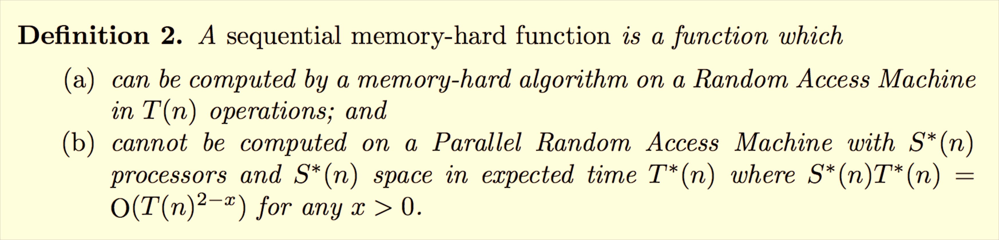 Definition 2. A sequential memory-hard function is a function which
(a) can be computed by a memory-hard algorithm on a Random Access Machine
in T(n) operations; and
(b) cannot be computed on a Parallel Random Access Machine with S*(n)
processors and S*(n) space in expected time T*(n) where S*(n)T*(n) =
O(T(n)^{2−x}) for any x > 0.